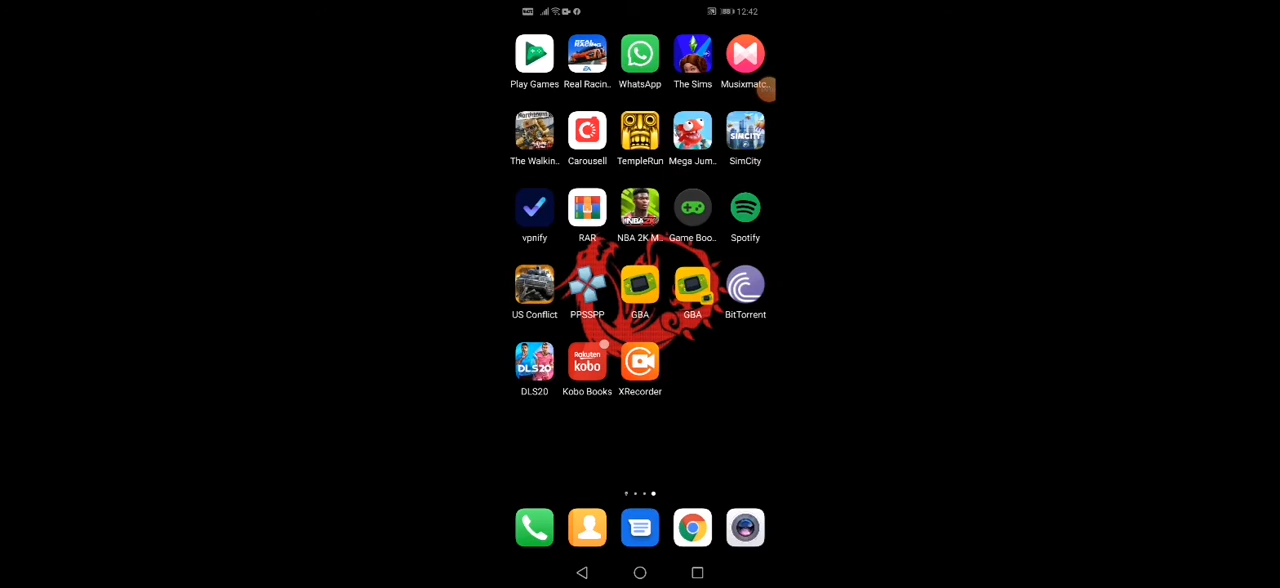 12:42
Play Games Real Racin.. WhatsApp The Sims Musixmatc..
The Walkin.. Carousell TempleRun Mega Jum.. SimCity
vpnify RAR NBA 2K M.. Game Boo.. Spotify
US Conflict PPSSPP GBA GBA BitTorrent
DLS20 Kobo Books XRecorder